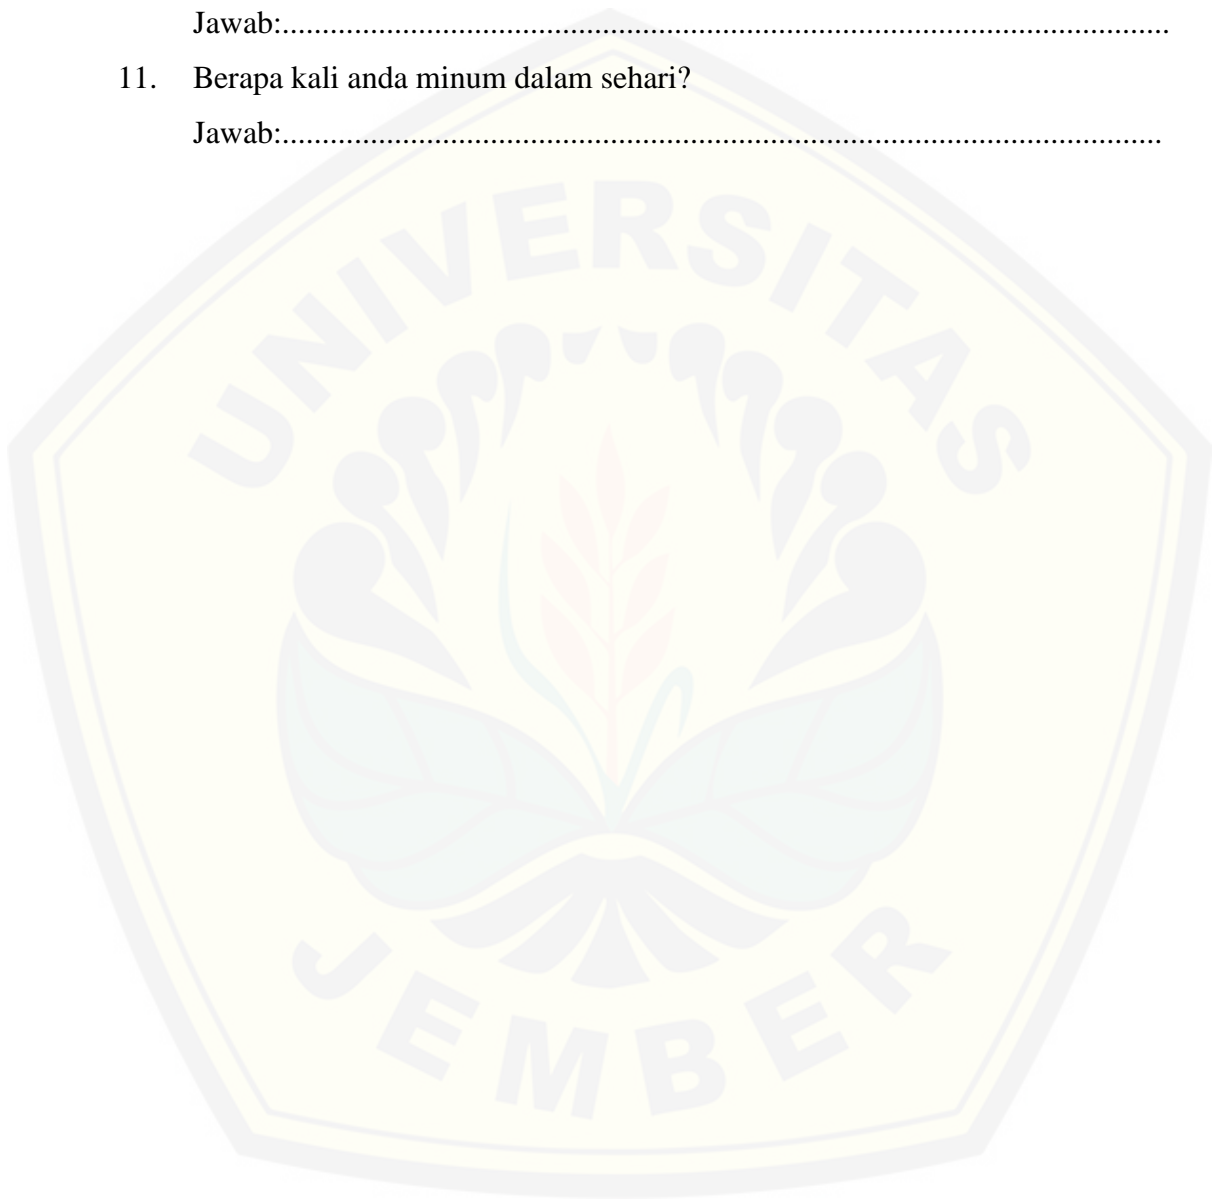 Jawab:..............................................................................................................
11. Berapa kali anda minum dalam sehari?
Jawab:.............................................................................................................
UNIVERSITAS
JEMBER